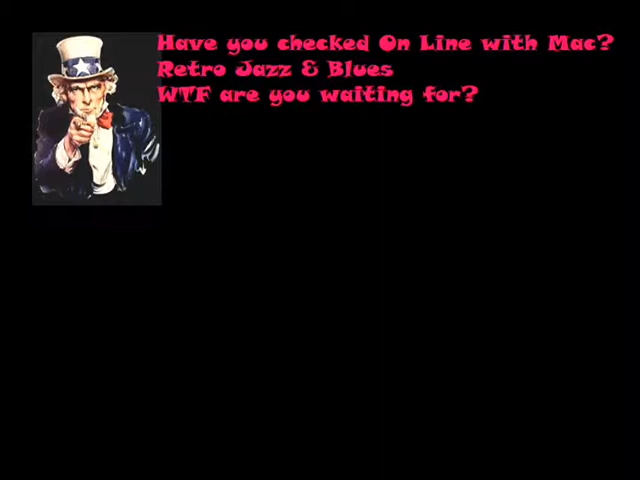 Have you checked On Line with Mac?
Retro Jazz & Blues
WTF are you waiting for?